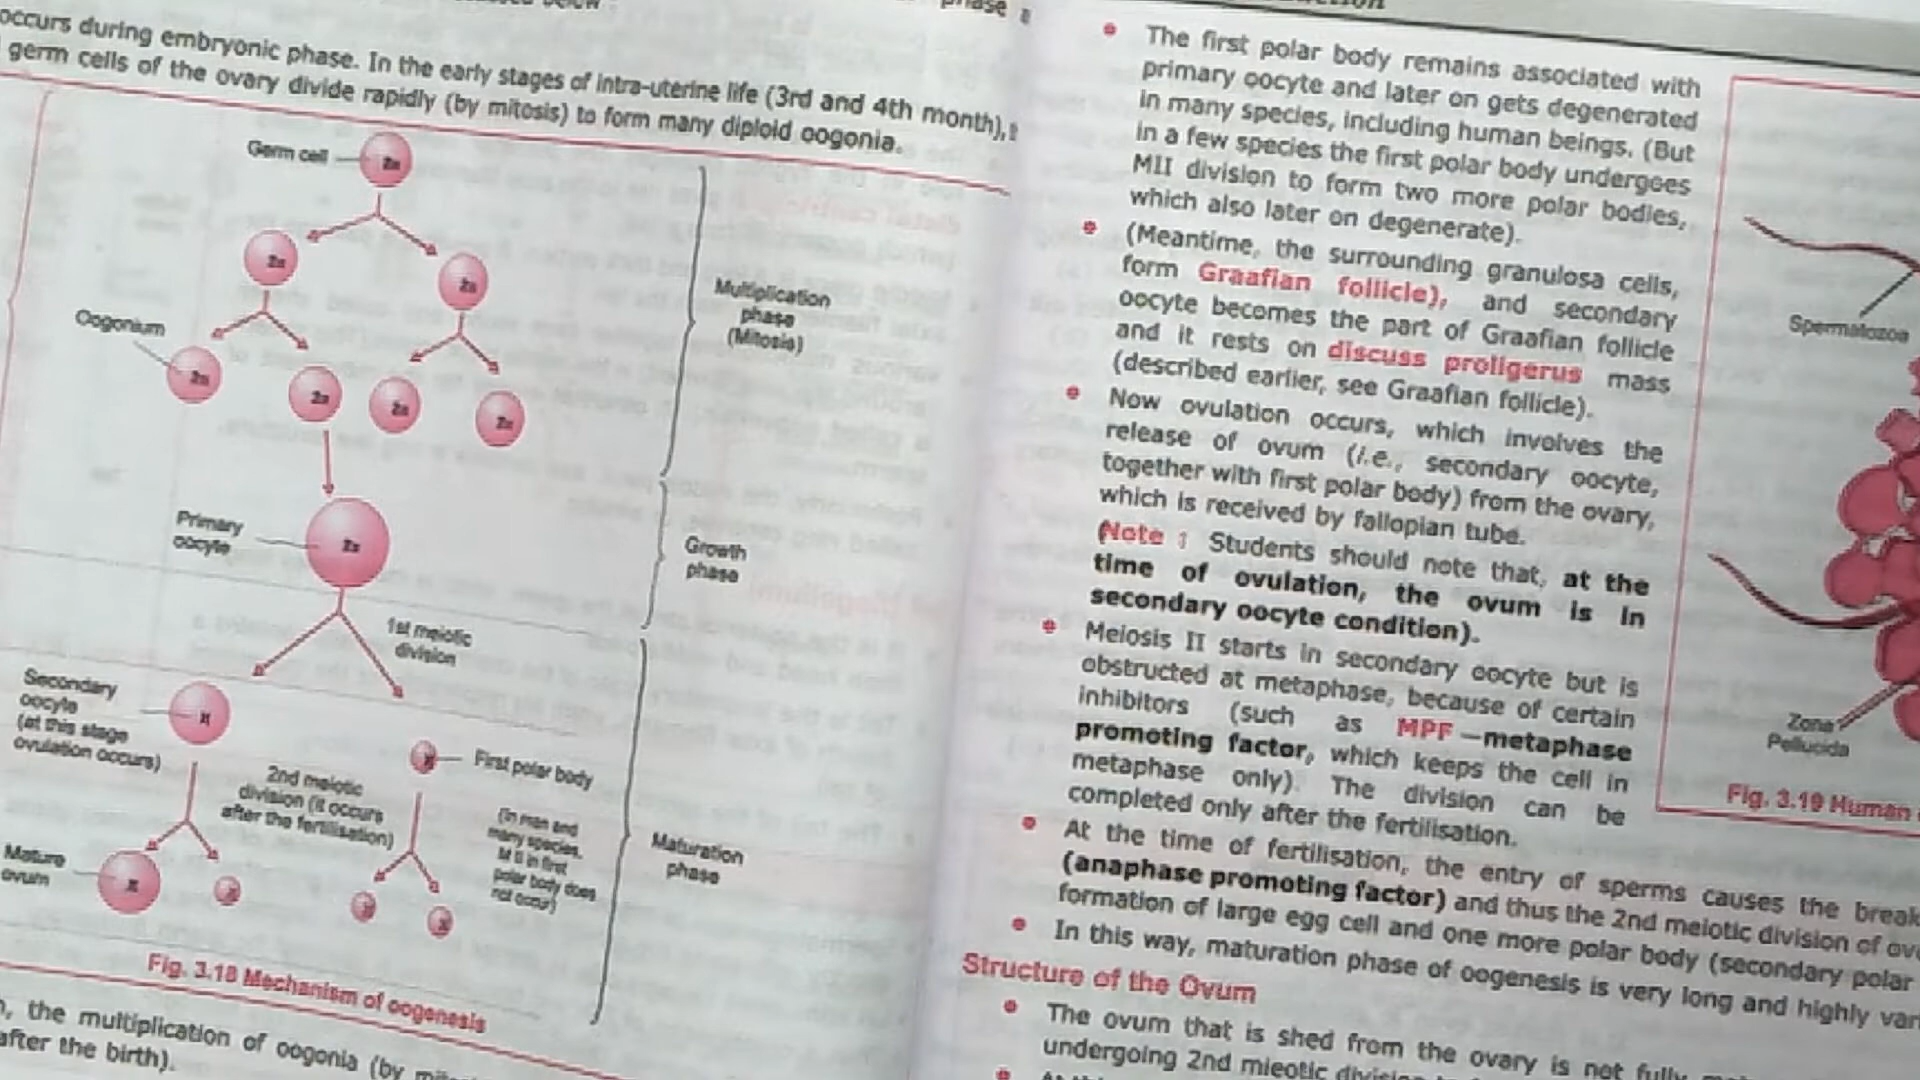 phase
occurs during embryonic phase. In the early stages of intra-uterine life (3rd and 4th month),
germ cells of the ovary divide rapidly (by mitosis) to form many diploid oogonia.
Germ cell
2n
2n
2n
Oogonium
2n
2n
2n
2n
Multiplication
phase
(Mitosis)
Primary
oocyte
2n
Growth
phase
1st meiotic
division
Secondary
oocyte
(at this stage
ovulation occurs)
x
x
First polar body
2nd meiotic
division (it occurs
after the fertilisation)
(In man and
many species,
M II in first
polar body does
not occur)
Maturation
phase
Mature
ovum
x
x
x
x
Fig. 3.18 Mechanism of oogenesis
, the multiplication of oogonia (by
after the birth).
The first polar body remains associated with
primary oocyte and later on gets degenerated
in many species, including human beings. (But
in a few species the first polar body undergoes
MII division to form two more polar bodies,
which also later on degenerate).
(Meantime, the surrounding granulosa cells,
form Graafian follicle), and secondary
oocyte becomes the part of Graafian follicle
and it rests on discuss proligerus mass
(described earlier, see Graafian follicle).
Now ovulation occurs, which involves the
release of ovum (i.e., secondary oocyte,
together with first polar body) from the ovary,
which is received by fallopian tube.
(Note : Students should note that, at the
time of ovulation, the ovum is in
secondary oocyte condition).
Meiosis II starts in secondary oocyte but is
obstructed at metaphase, because of certain
inhibitors (such as MPF—metaphase
promoting factor, which keeps the cell in
metaphase only). The division can be
completed only after the fertilisation.
At the time of fertilisation, the entry of sperms causes the
(anaphase promoting factor) and thus the 2nd meiotic division of
formation of large egg cell and one more polar body (secondary polar
In this way, maturation phase of oogenesis is very long and highly
Structure of the Ovum
The ovum that is shed from the ovary is not fully
undergoing 2nd mieotic
Spermatozoa
Zona
Pellucida
Fig. 3.19 Human